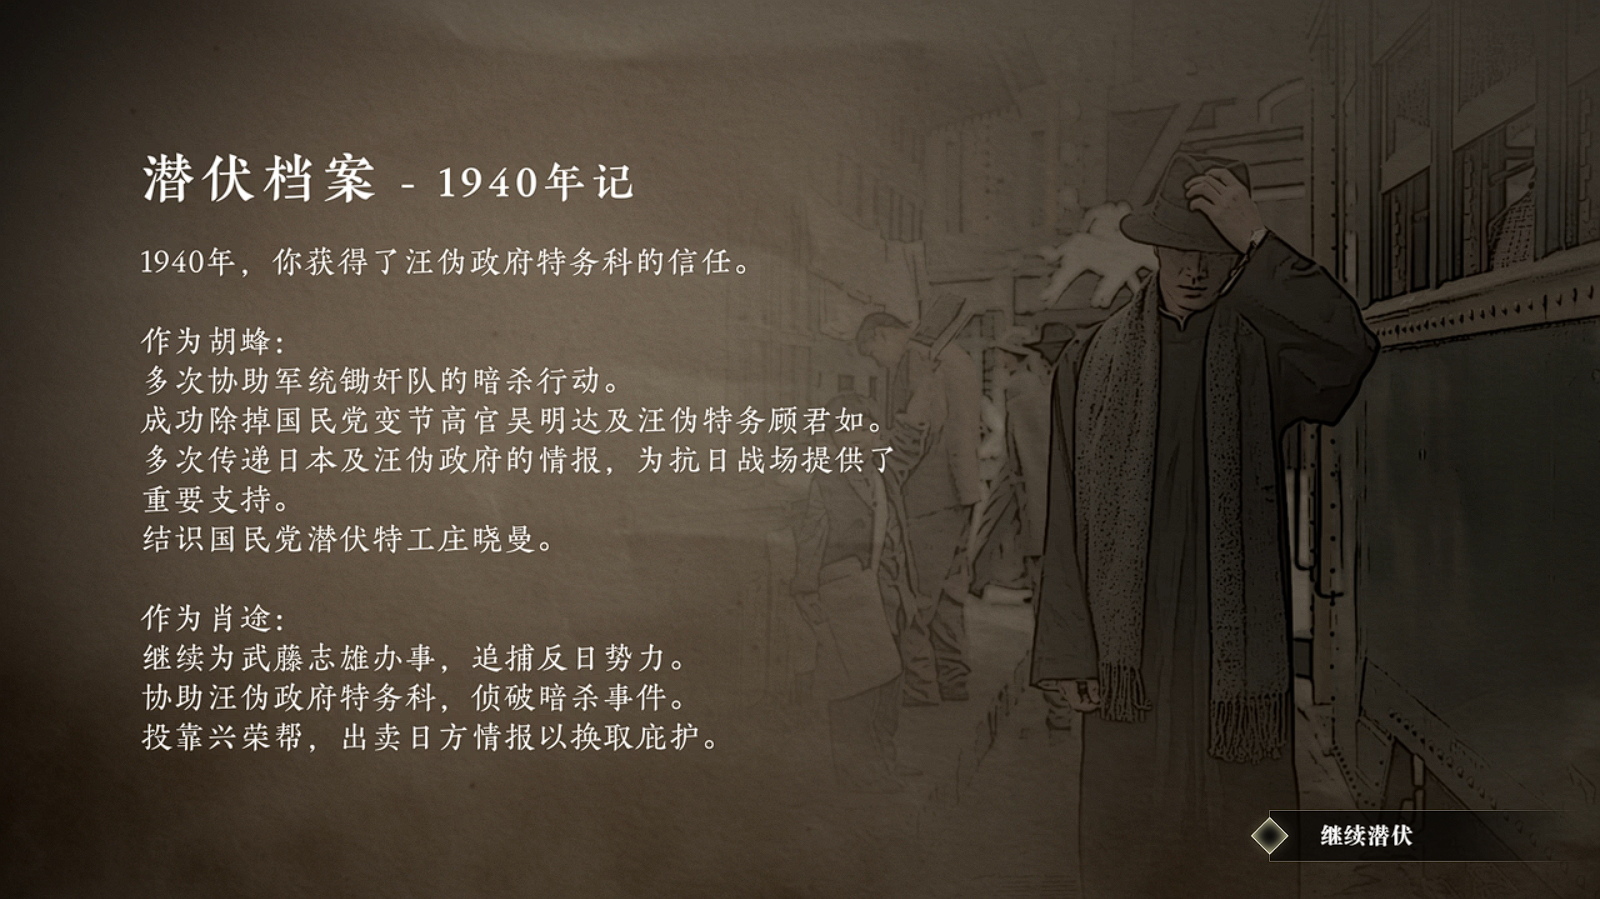 潜伏档案 - 1940年记
1940年，你获得了汪伪政府特务科的信任。
作为胡蜂：
多次协助军统锄奸队的暗杀行动。
成功除掉国民党变节高官吴明达及汪伪特务顾君如。
多次传递日本及汪伪政府的情报，为抗日战场提供了
重要支持。
结识国民党潜伏特工庄晓曼。
作为肖途：
继续为武藤志雄办事，追捕反日势力。
协助汪伪政府特务科，侦破暗杀事件。
投靠兴荣帮，出卖日方情报以换取庇护。
继续潜伏